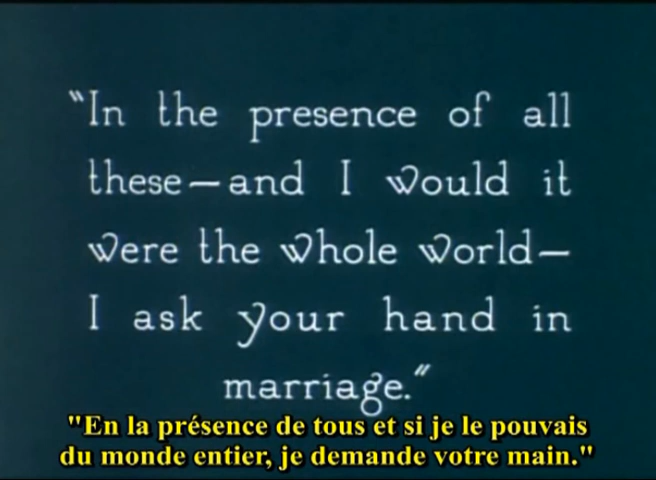 "In the presence of all
these—and I would it
were the whole world—
I ask your hand in
marriage."
"En la présence de tous et si je le pouvais
du monde entier, je demande votre main."